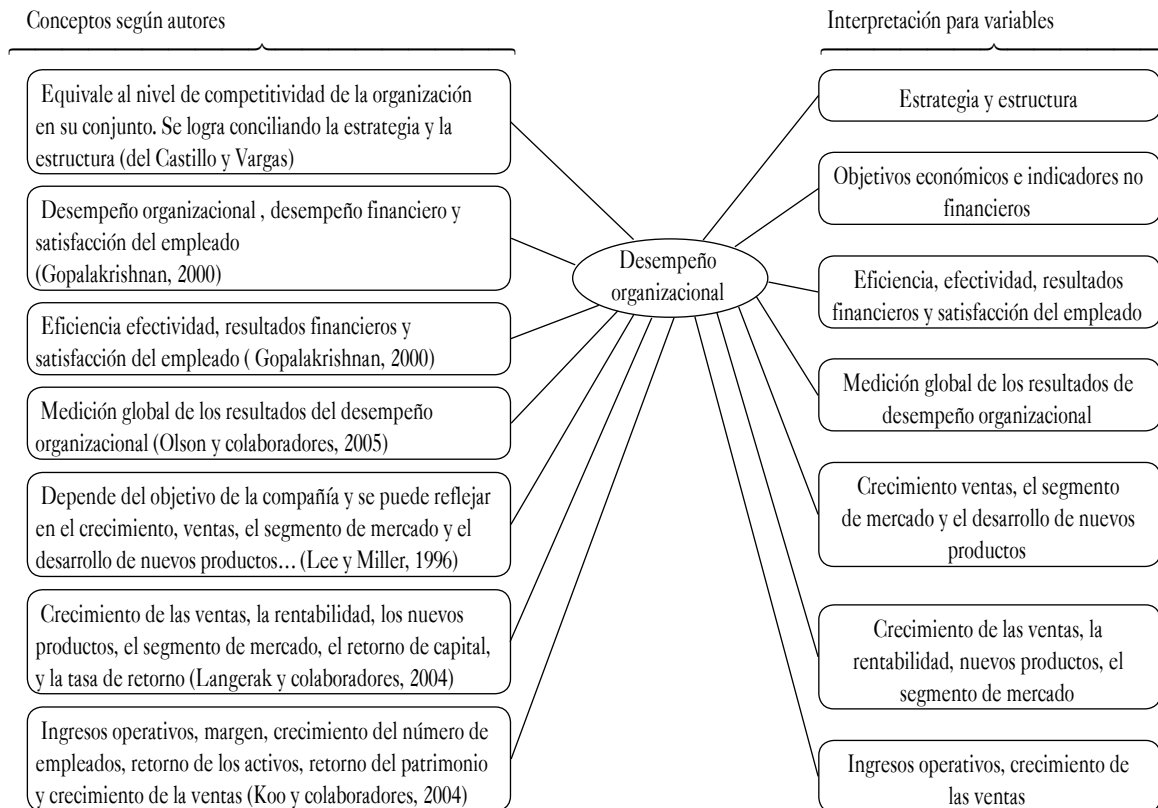 Conceptos según autores
Equivale al nivel de competitividad de la organización
en su conjunto. Se logra conciliando la estrategia y la
estructura (del Castillo y Vargas)
Desempeño organizacional , desempeño financiero y
satisfacción del empleado
(Gopalakrishnan, 2000)
Eficiencia efectividad, resultados financieros y
satisfacción del empleado ( Gopalakrishnan, 2000)
Medición global de los resultados del desempeño
organizacional (Olson y colaboradores, 2005)
Depende del objetivo de la compañía y se puede reflejar
en el crecimiento, ventas, el segmento de mercado y el
desarrollo de nuevos productos... (Lee y Miller, 1996)
Crecimiento de las ventas, la rentabilidad, los nuevos
productos, el segmento de mercado, el retorno de capital,
y la tasa de retorno (Langerak y colaboradores, 2004)
Ingresos operativos, margen, crecimiento del número de
empleados, retorno de los activos, retorno del patrimonio
y crecimiento de la ventas (Koo y colaboradores, 2004)
Desempeño
organizacional
Interpretación para variables
Estrategia y estructura
Objetivos económicos e indicadores no
financieros
Eficiencia, efectividad, resultados
financieros y satisfacción del empleado
Medición global de los resultados de
desempeño organizacional
Crecimiento ventas, el segmento
de mercado y el desarrollo de nuevos
productos
Crecimiento de las ventas, la
rentabilidad, nuevos productos, el
segmento de mercado
Ingresos operativos, crecimiento de
las ventas